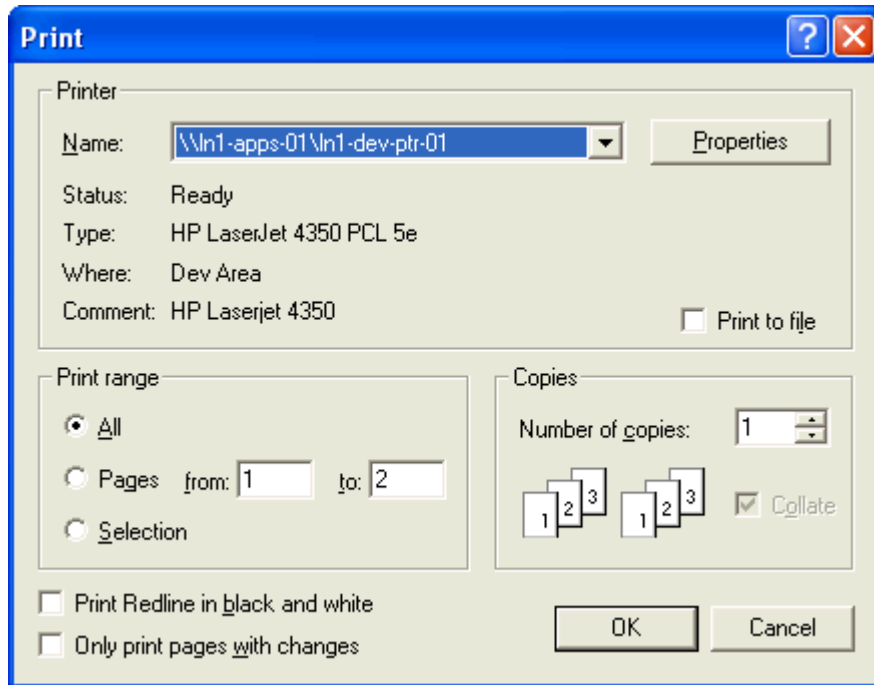 Print
Printer
Name: \\ln1-apps-01\ln1-dev-ptr-01 Properties
Status: Ready
Type: HP LaserJet 4350 PCL 5e
Where: Dev Area
Comment: HP Laserjet 4350
Print to file
Print range
All
Pages from: 1 to: 2
Selection
Copies
Number of copies: 1
1 2 3 1 2 3 Collate
Print Redline in black and white
Only print pages with changes
OK Cancel